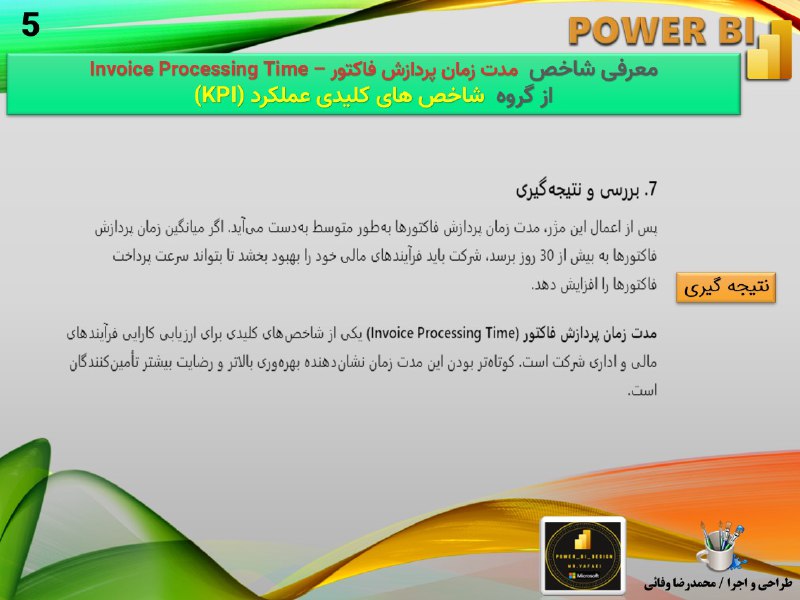 5
POWER BI
معرفی شاخص مدت زمان پردازش فاکتور – Invoice Processing Time
از گروه شاخص های کلیدی عملکرد (KPI)
7. بررسی و نتیجه‌گیری
پس از اعمال این مژر، مدت زمان پردازش فاکتورها به‌طور متوسط به‌دست می‌آید. اگر میانگین زمان پردازش
فاکتورها به بیش از 30 روز برسد، شرکت باید فرآیندهای مالی خود را بهبود بخشد تا بتواند سرعت پرداخت
فاکتورها را افزایش دهد.
نتیجه گیری
مدت زمان پردازش فاکتور (Invoice Processing Time) یکی از شاخص‌های کلیدی برای ارزیابی کارایی فرآیندهای
مالی و اداری شرکت است. کوتاه‌تر بودن این مدت زمان نشان‌دهنده بهره‌وری بالاتر و رضایت بیشتر تأمین‌کنندگان
است.
POWER_BI_DESIGN
MR.VAFAEI
Microsoft
طراحی و اجرا / محمدرضا وفائی